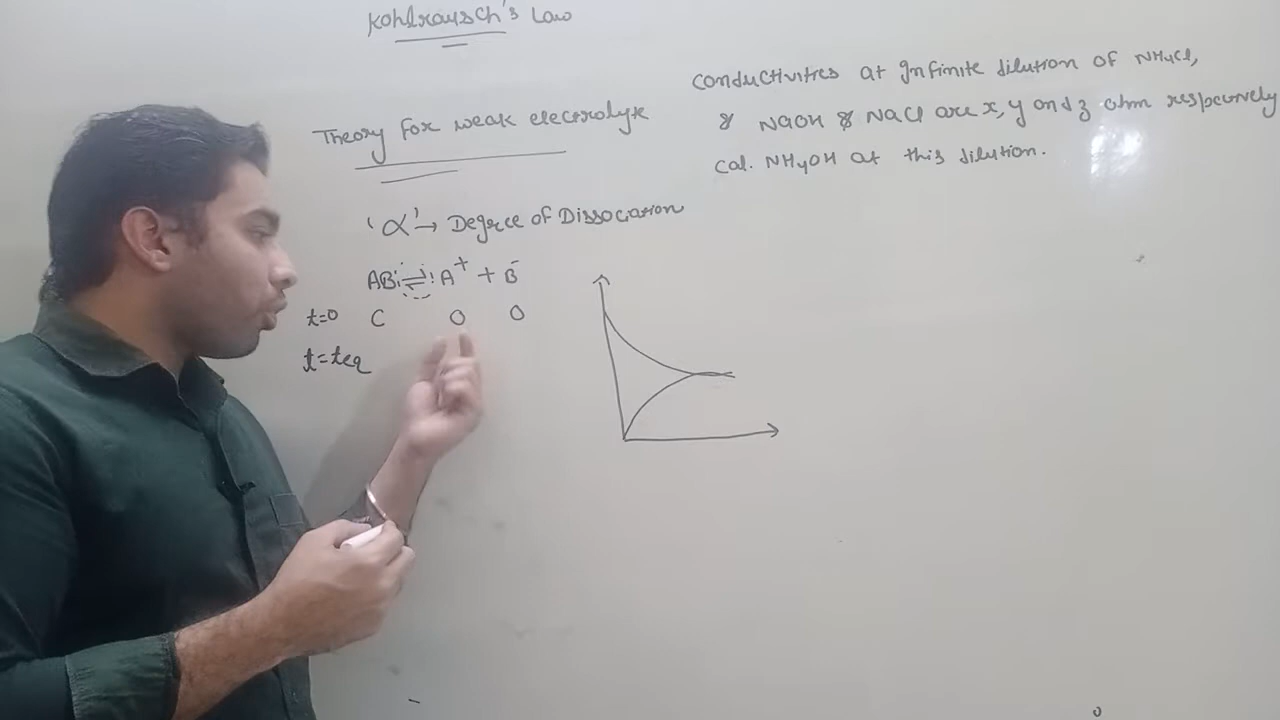 Kohlrausch's Law
Theory For weak electrolyte
'α' → Degree of Dissociation
AB ⇌ A⁺ + B⁻
t=0 C 0 0
t=teq
conductivities at Infinite dilution of NH4Cl,
& NaOH & NaCl are x, y and z ohm respectively
cal. NH4OH at this dilution.